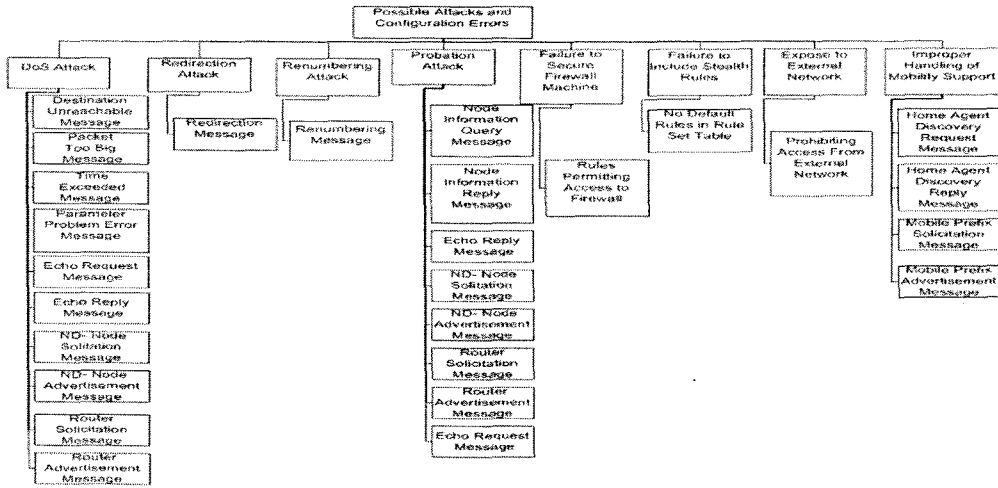 Possible Attacks and
Configuration Errors
DoS Attack
Destination
Unreachable
Message
Packet
Too Big
Message
Time
Exceeded
Message
Parameter
Problem Error
Message
Echo Request
Message
Echo Reply
Message
ND- Node
Solitation
Message
ND- Node
Advertisement
Message
Router
Solicitation
Message
Router
Advertisement
Message
Redirection
Attack
Redirection
Message
Renumbering
Attack
Renumbering
Message
Probation
Attack
Node
Information
Query
Message
Node
Information
Reply
Message
Echo Reply
Message
ND- Node
Solitation
Message
ND- Node
Advertisement
Message
Router
Solicitation
Message
Router
Advertisement
Message
Echo Request
Message
Failure to
Secure
Firewall
Machine
Rules
Permitting
Access to
Firewall
Failure to
Include Stealth
Rules
No Default
Rules in Rule
Set Table
Expose to
External
Network
Prohibiting
Access From
External
Network
Improper
Handling of
Mobility Support
Home Agent
Discovery
Request
Message
Home Agent
Discovery
Reply
Message
Mobile Prefix
Solicitation
Message
Mobile Prefix
Advertisement
Message